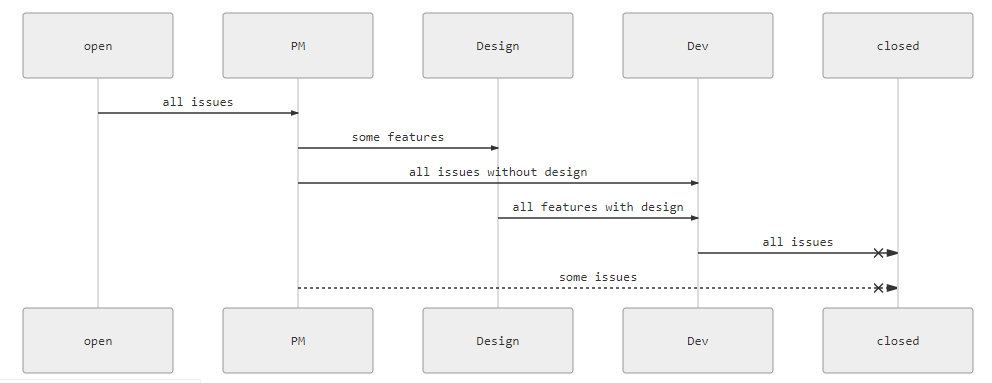 open PM Design Dev closed
all issues
some features
all issues without design
all features with design
all issues
some issues
open PM Design Dev closed